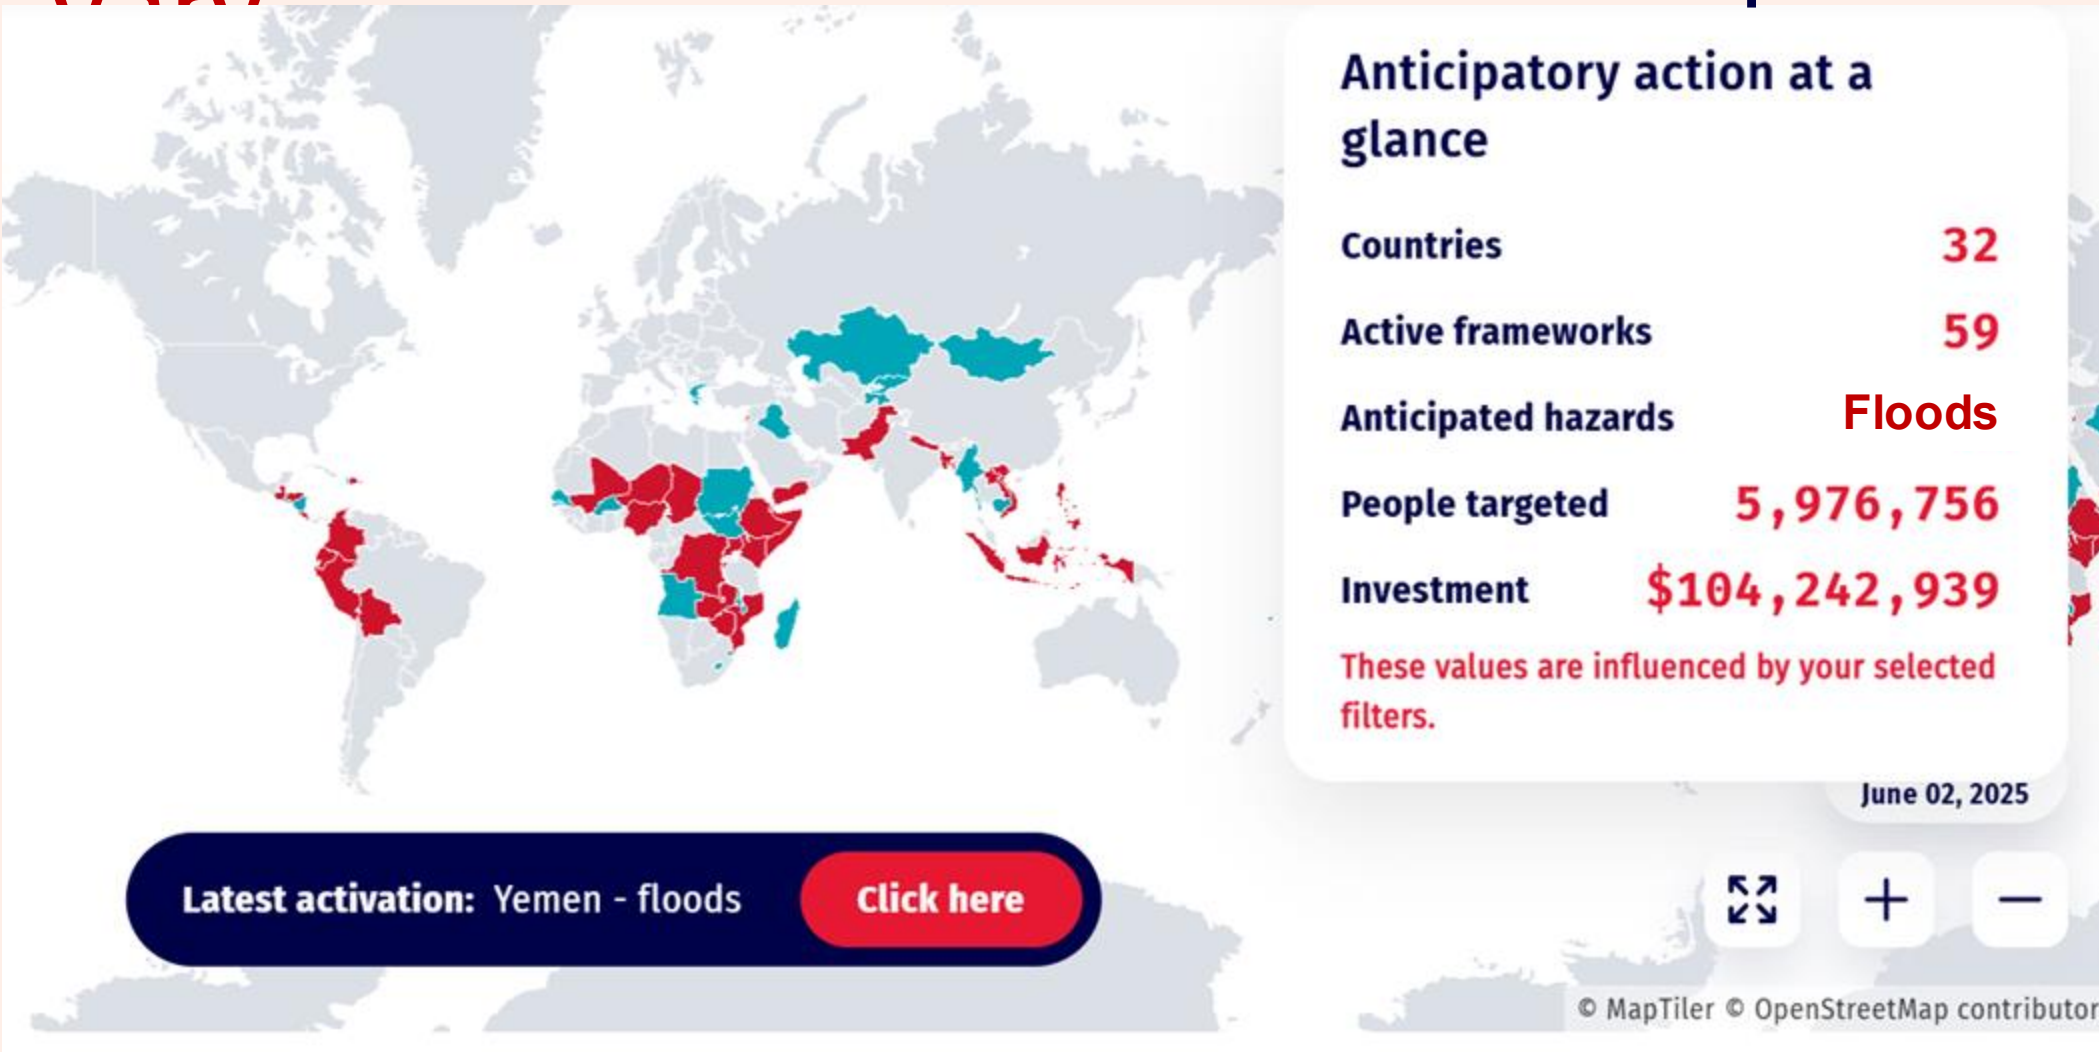 Anticipatory action at a
glance
Countries 32
Active frameworks 59
Anticipated hazards Floods
People targeted 5,976,756
Investment $104,242,939
These values are influenced by your selected
filters.
June 02, 2025
Latest activation: Yemen - floods Click here
© MapTiler © OpenStreetMap contributor